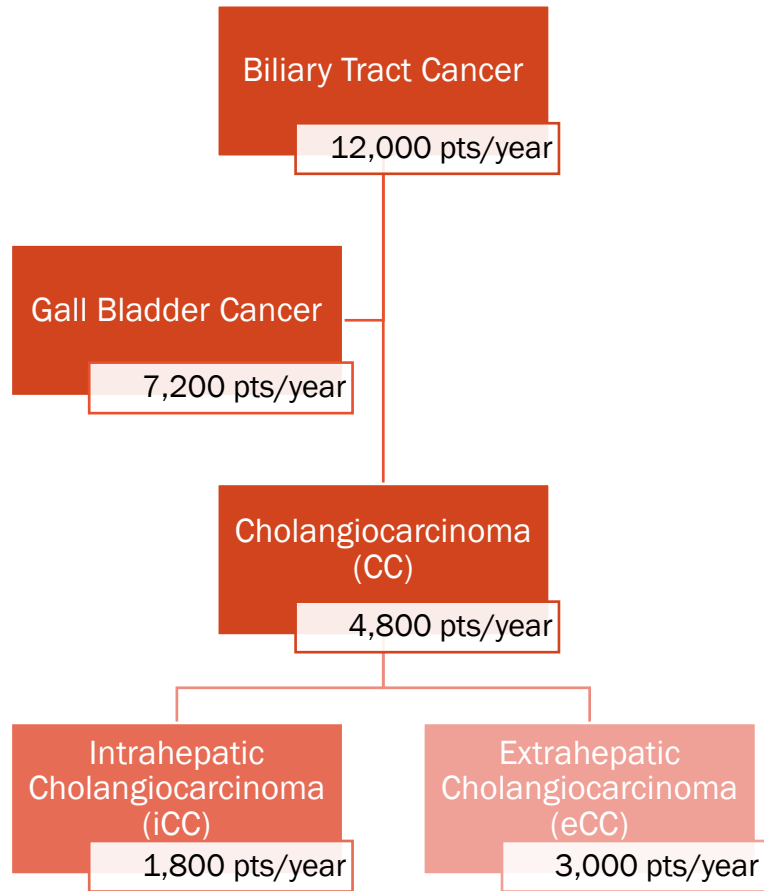 Biliary Tract Cancer
12,000 pts/year
Gall Bladder Cancer
7,200 pts/year
Cholangiocarcinoma
(CC)
4,800 pts/year
Intrahepatic
Cholangiocarcinoma
(iCC)
1,800 pts/year
Extrahepatic
Cholangiocarcinoma
(eCC)
3,000 pts/year